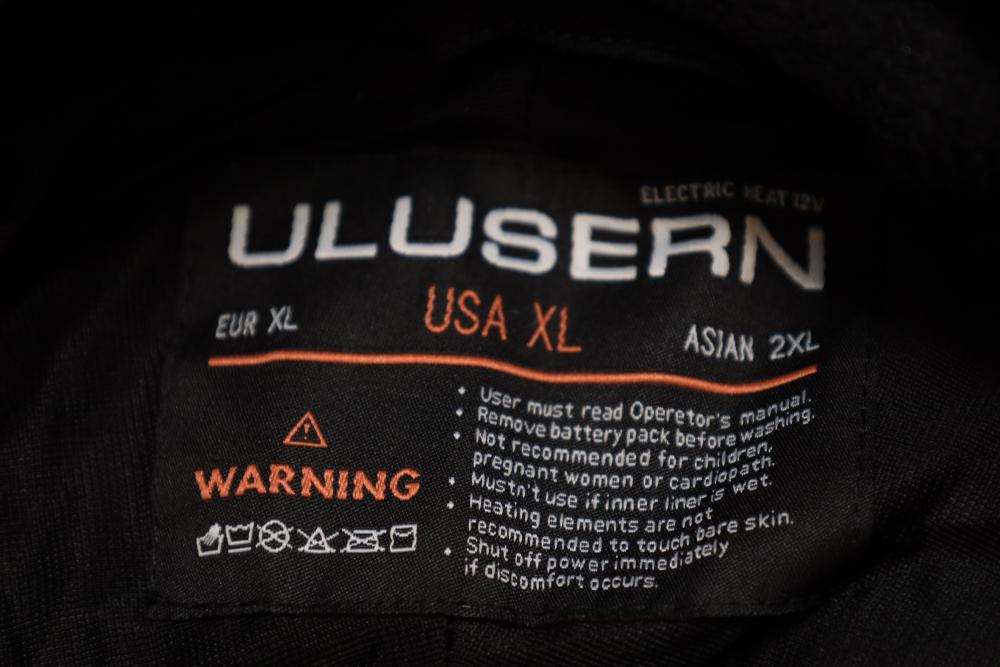 ELECTRIC HEAT 12V
ULUSERN
EUR XL
USA XL
ASIAN 2XL
WARNING
• User must read Operetor's manual.
• Remove battery pack before washing.
• Not recommended for children,
pregnant women or cardiopath.
• Mustn't use if inner liner is wet.
• Heating elements are not
recommended to touch bare skin.
• Shut off power immediately
if discomfort occurs.